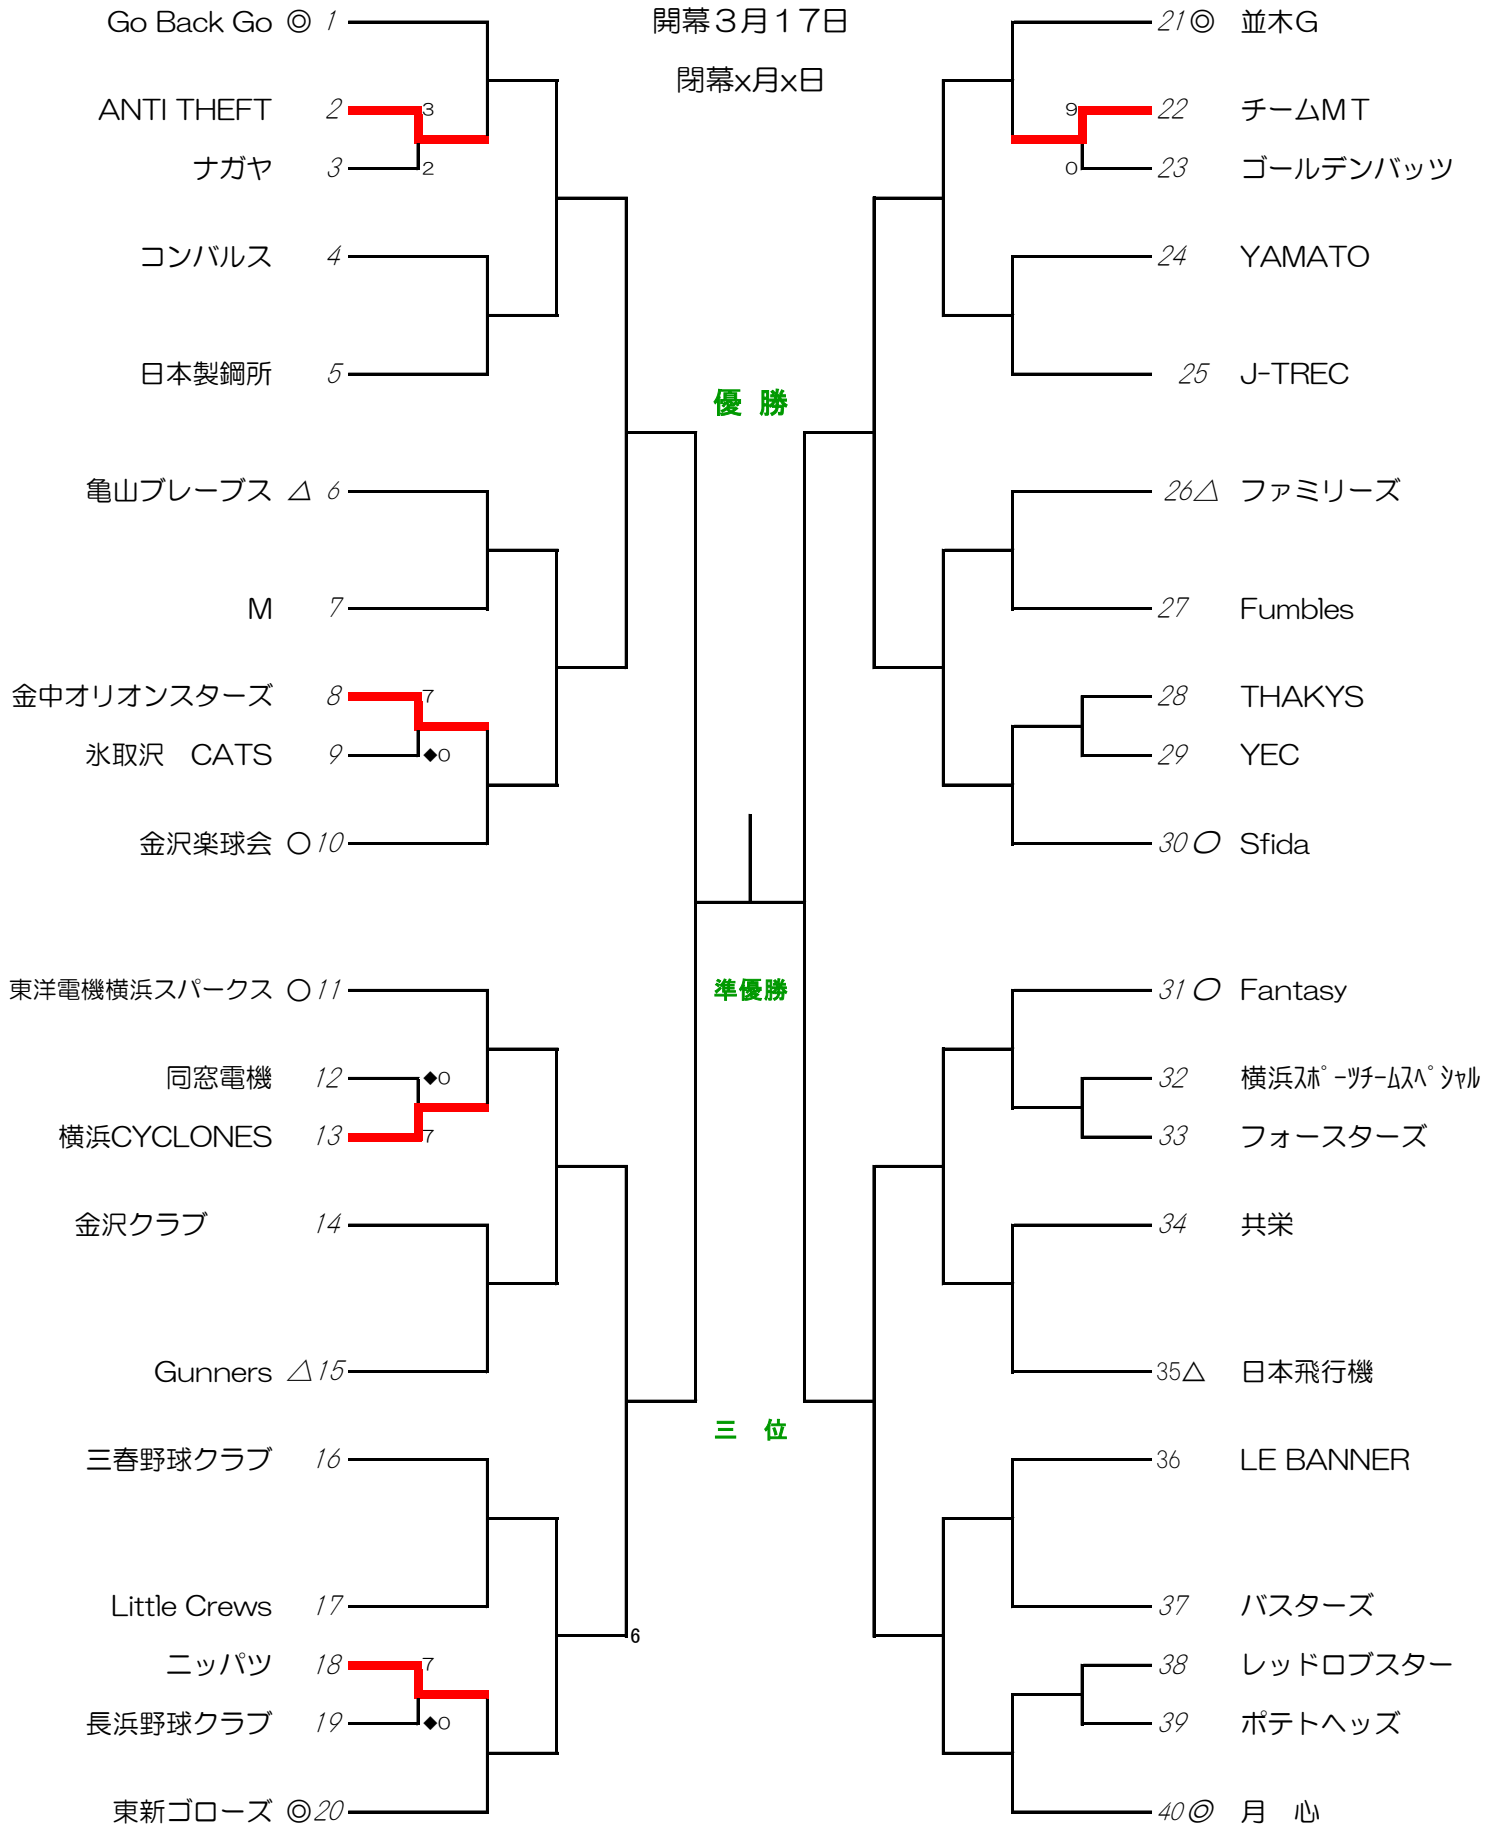 開幕３月１７日
閉幕x月x日
Go Back Go ◎ 1
ANTI THEFT 2
3
ナガヤ 3
2
コンバルス 4
日本製鋼所 5
亀山ブレーブス △ 6
M 7
金中オリオンスターズ 8
7
氷取沢　CATS 9
◆0
金沢楽球会 ○ 10
東洋電機横浜スパークス ○ 11
同窓電機 12
◆0
横浜CYCLONES 13
7
金沢クラブ 14
Gunners △ 15
三春野球クラブ 16
Little Crews 17
6
ニッパツ 18
7
長浜野球クラブ 19
◆0
東新ゴローズ ◎ 20
優 勝
準優勝
三　位
21 ◎ 並木G
9
22 チームＭＴ
0
23 ゴールデンバッツ
24 YAMATO
25 J-TREC
26 △ ファミリーズ
27 Fumbles
28 THAKYS
29 YEC
30 ○ Sfida
31 ○ Fantasy
32 横浜ｽﾎﾟｰﾂﾁｰﾑｽﾍﾟｼｬﾙ
33 フォースターズ
34 共栄
35 △ 日本飛行機
36 LE BANNER
37 バスターズ
38 レッドロブスター
39 ポテトヘッズ
40 ◎ 月　心